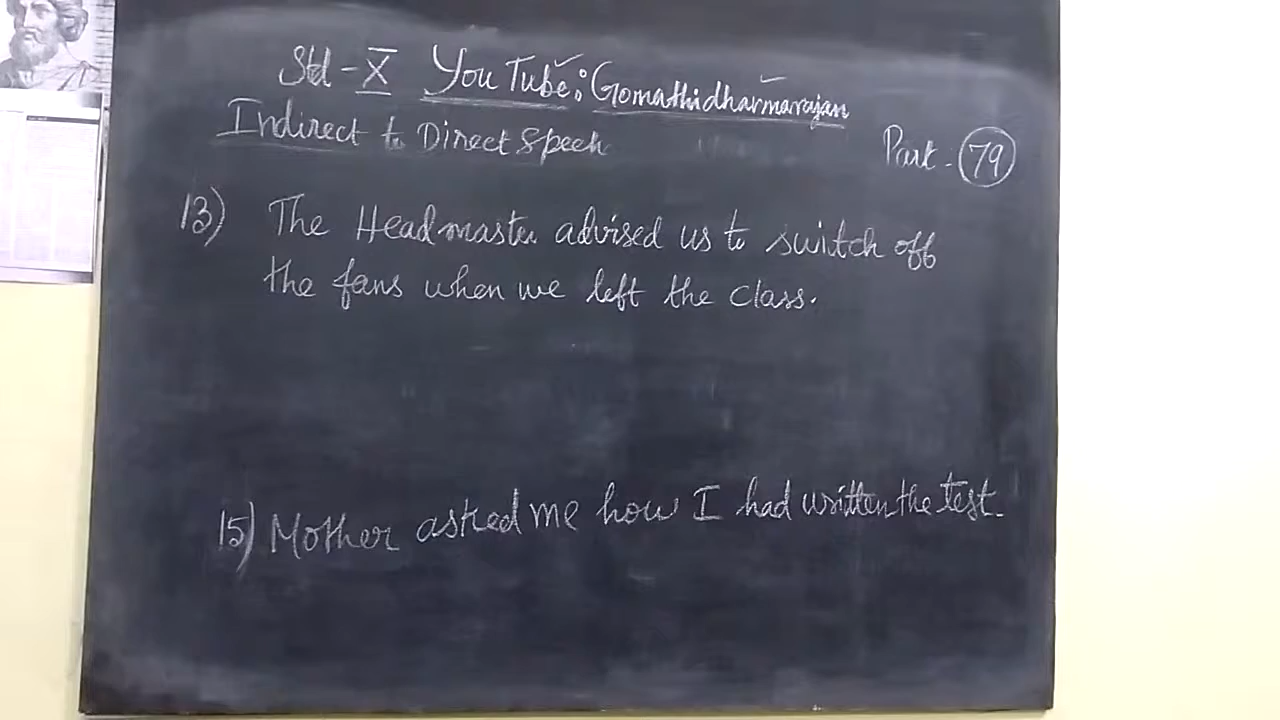 Std - X YouTube: Gomathidharmarajan
Indirect to Direct Speech
Part - 79
13) The Headmaster advised us to switch off
the fans when we left the class.
15) Mother asked me how I had written the test.